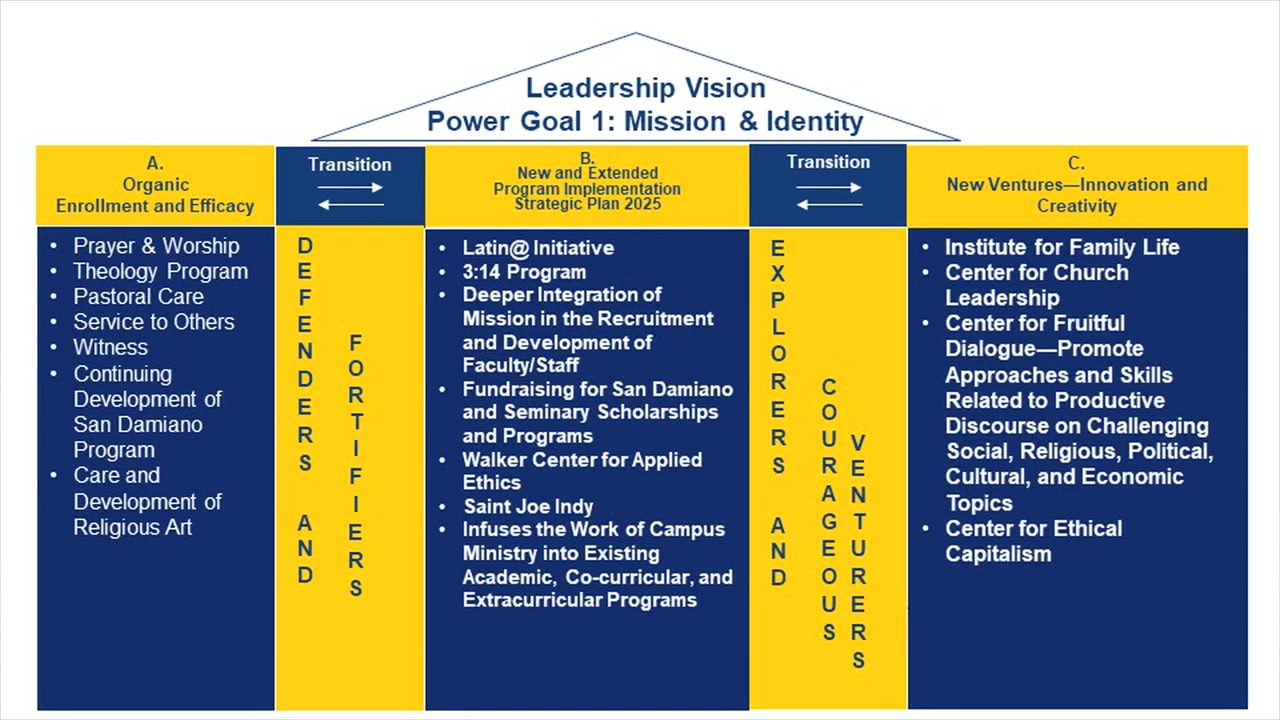 Leadership Vision
Power Goal 1: Mission & Identity
A.
Organic
Enrollment and Efficacy
• Prayer & Worship
• Theology Program
• Pastoral Care
• Service to Others
• Witness
• Continuing
Development of
San Damiano
Program
• Care and
Development of
Religious Art
Transition
DEFENDERS AND
FORTIFIERS
B.
New and Extended
Program Implementation
Strategic Plan 2025
• Latin@ Initiative
• 3:14 Program
• Deeper Integration of
Mission in the Recruitment
and Development of
Faculty/Staff
• Fundraising for San Damiano
and Seminary Scholarships
and Programs
• Walker Center for Applied
Ethics
• Saint Joe Indy
• Infuses the Work of Campus
Ministry into Existing
Academic, Co-curricular, and
Extracurricular Programs
Transition
EXPLORERS AND
COURAGEOUS
VENTURERS
C.
New Ventures—Innovation and
Creativity
• Institute for Family Life
• Center for Church
Leadership
• Center for Fruitful
Dialogue—Promote
Approaches and Skills
Related to Productive
Discourse on Challenging
Social, Religious, Political,
Cultural, and Economic
Topics
• Center for Ethical
Capitalism